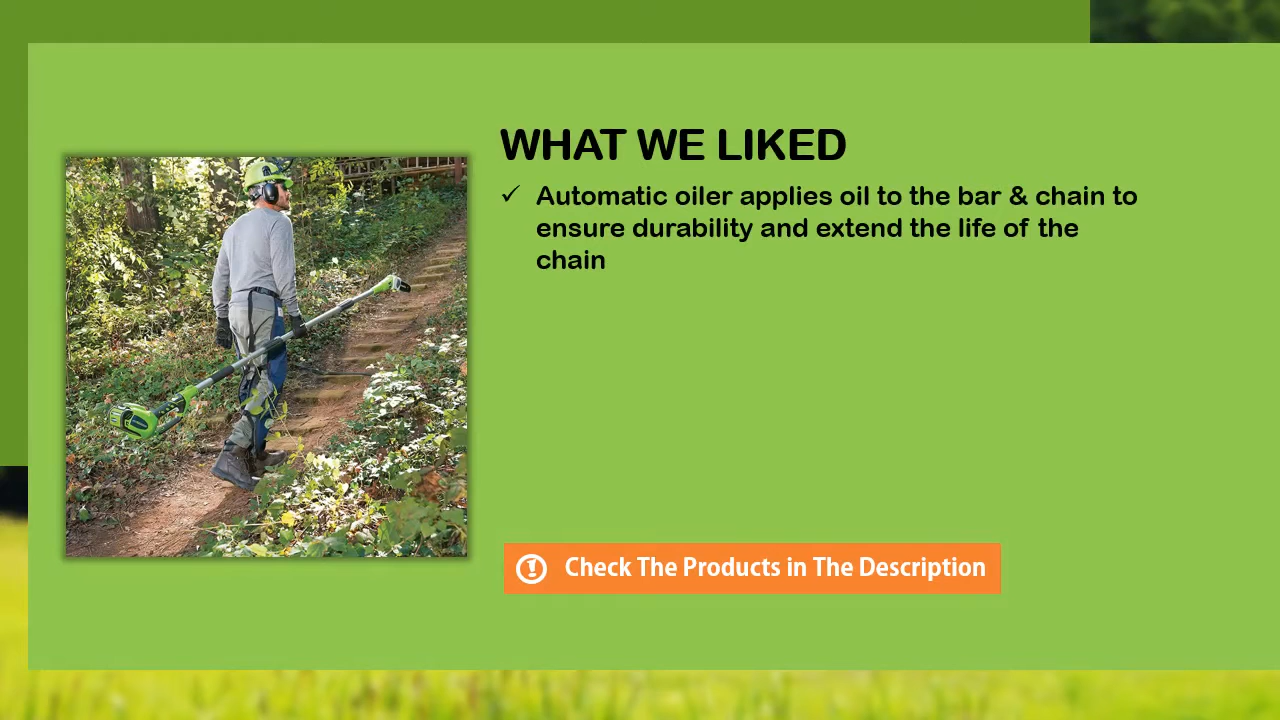 WHAT WE LIKED
✓ Automatic oiler applies oil to the bar & chain to
ensure durability and extend the life of the
chain
Check The Products in The Description